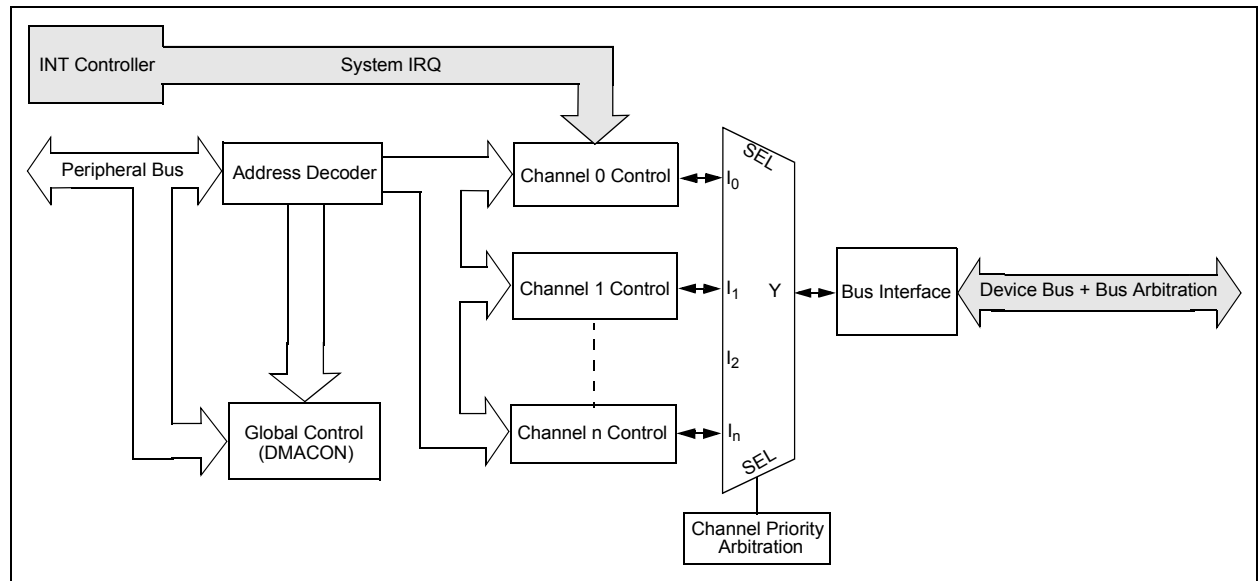 INT Controller
System IRQ
Peripheral Bus
Address Decoder
Channel 0 Control
SEL
I0
Channel 1 Control
I1
Y
Bus Interface
Device Bus + Bus Arbitration
I2
Global Control
(DMACON)
Channel n Control
In
SEL
Channel Priority
Arbitration